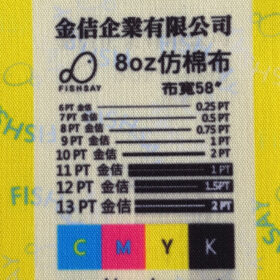 金佶企業有限公司
FISHSAY
8oz仿棉布
布寬58"
6 PT 金佶 0.25 PT
7 PT 金佶 0.5 PT
8 PT 金佶 0.75 PT
9 PT 金佶 1 PT
10 PT 金佶 2 PT
11 PT 金佶 1 PT
12 PT 金佶 1.5PT
13 PT 金佶 2 PT
C M Y K